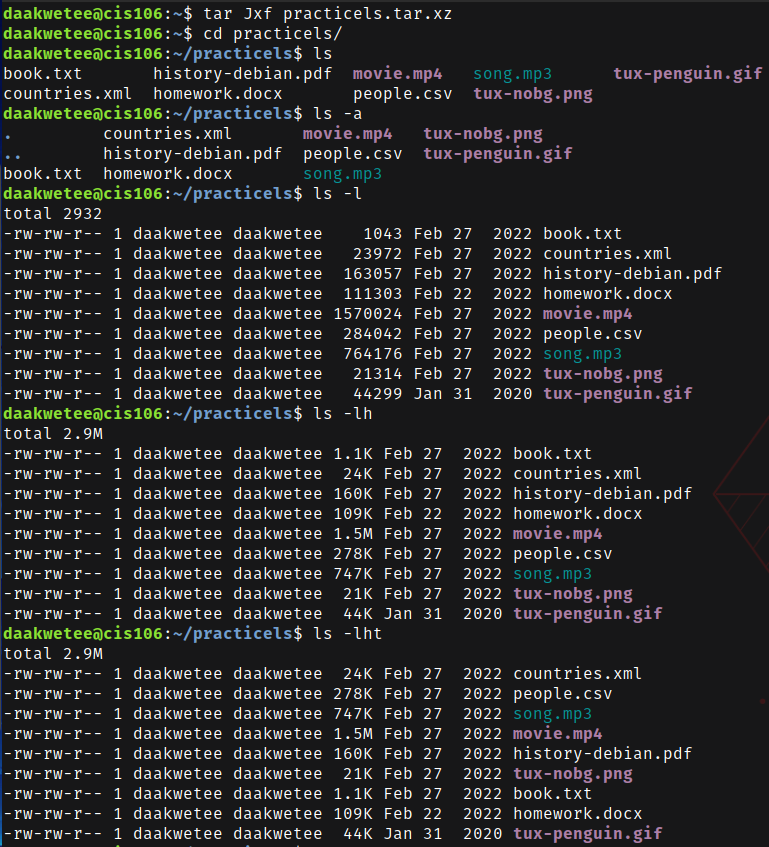 daakwetee@cis106:~$ tar Jxf practicels.tar.xz
daakwetee@cis106:~$ cd practicels/
daakwetee@cis106:~/practicels$ ls
book.txt       history-debian.pdf  movie.mp4   song.mp3      tux-penguin.gif
countries.xml  homework.docx       people.csv  tux-nobg.png
daakwetee@cis106:~/practicels$ ls -a
.         countries.xml       movie.mp4   tux-nobg.png
..        history-debian.pdf  people.csv  tux-penguin.gif
book.txt  homework.docx       song.mp3
daakwetee@cis106:~/practicels$ ls -l
total 2932
-rw-rw-r-- 1 daakwetee daakwetee    1043 Feb 27  2022 book.txt
-rw-rw-r-- 1 daakwetee daakwetee   23972 Feb 27  2022 countries.xml
-rw-rw-r-- 1 daakwetee daakwetee  163057 Feb 27  2022 history-debian.pdf
-rw-rw-r-- 1 daakwetee daakwetee  111303 Feb 22  2022 homework.docx
-rw-rw-r-- 1 daakwetee daakwetee 1570024 Feb 27  2022 movie.mp4
-rw-rw-r-- 1 daakwetee daakwetee  284042 Feb 27  2022 people.csv
-rw-rw-r-- 1 daakwetee daakwetee  764176 Feb 27  2022 song.mp3
-rw-rw-r-- 1 daakwetee daakwetee   21314 Feb 27  2022 tux-nobg.png
-rw-rw-r-- 1 daakwetee daakwetee   44299 Jan 31  2020 tux-penguin.gif
daakwetee@cis106:~/practicels$ ls -lh
total 2.9M
-rw-rw-r-- 1 daakwetee daakwetee 1.1K Feb 27  2022 book.txt
-rw-rw-r-- 1 daakwetee daakwetee  24K Feb 27  2022 countries.xml
-rw-rw-r-- 1 daakwetee daakwetee 160K Feb 27  2022 history-debian.pdf
-rw-rw-r-- 1 daakwetee daakwetee 109K Feb 22  2022 homework.docx
-rw-rw-r-- 1 daakwetee daakwetee 1.5M Feb 27  2022 movie.mp4
-rw-rw-r-- 1 daakwetee daakwetee 278K Feb 27  2022 people.csv
-rw-rw-r-- 1 daakwetee daakwetee 747K Feb 27  2022 song.mp3
-rw-rw-r-- 1 daakwetee daakwetee  21K Feb 27  2022 tux-nobg.png
-rw-rw-r-- 1 daakwetee daakwetee  44K Jan 31  2020 tux-penguin.gif
daakwetee@cis106:~/practicels$ ls -lht
total 2.9M
-rw-rw-r-- 1 daakwetee daakwetee  24K Feb 27  2022 countries.xml
-rw-rw-r-- 1 daakwetee daakwetee 278K Feb 27  2022 people.csv
-rw-rw-r-- 1 daakwetee daakwetee 747K Feb 27  2022 song.mp3
-rw-rw-r-- 1 daakwetee daakwetee 1.5M Feb 27  2022 movie.mp4
-rw-rw-r-- 1 daakwetee daakwetee 160K Feb 27  2022 history-debian.pdf
-rw-rw-r-- 1 daakwetee daakwetee  21K Feb 27  2022 tux-nobg.png
-rw-rw-r-- 1 daakwetee daakwetee 1.1K Feb 27  2022 book.txt
-rw-rw-r-- 1 daakwetee daakwetee 109K Feb 22  2022 homework.docx
-rw-rw-r-- 1 daakwetee daakwetee  44K Jan 31  2020 tux-penguin.gif